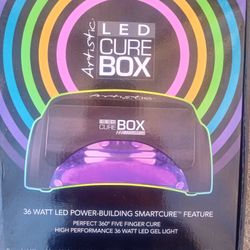 Artistic
LED
CURE
BOX
LED
CURE
BOX
36 WATT LED POWER-BUILDING SMARTCURE™ FEATURE
PERFECT 360° FIVE FINGER CURE
HIGH PERFORMANCE 36 WATT LED GEL LIGHT